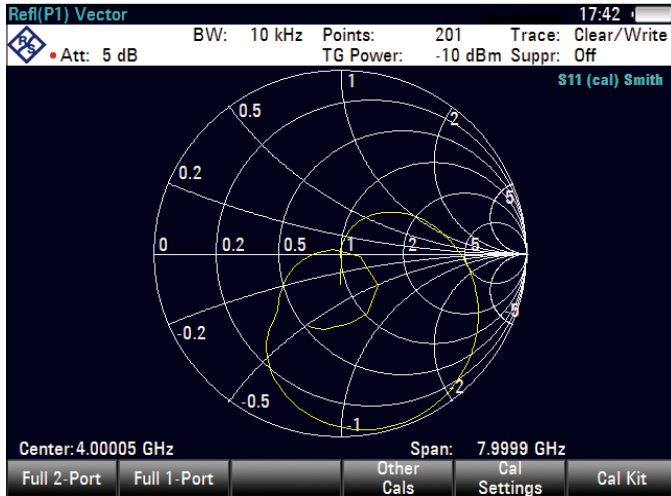 Refl(P1) Vector 17:42
R&S BW: 10 kHz Points: 201 Trace: Clear/Write
Att: 5 dB TG Power: -10 dBm Suppr: Off
S11 (cal) Smith
1
0.5 2
0.2 5
0 0.2 0.5 1 2 5
-0.2 -5
-0.5 -2
-1
Center: 4.00005 GHz Span: 7.9999 GHz
Full 2-Port Full 1-Port Other Cals Cal Settings Cal Kit